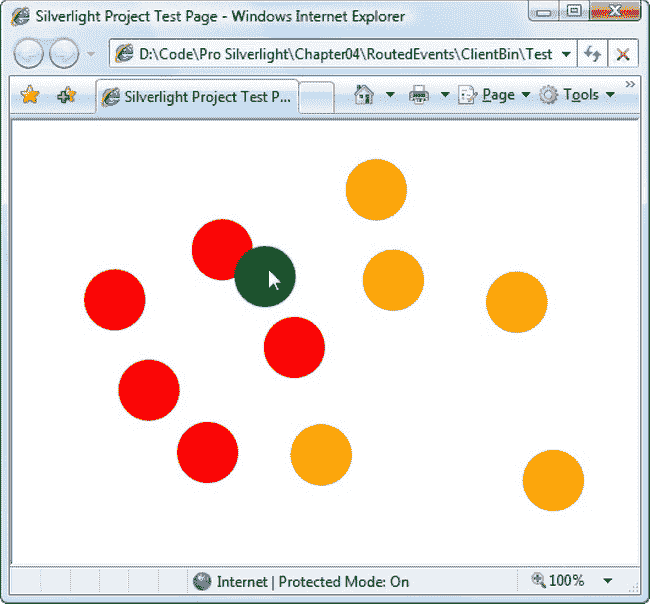 Silverlight Project Test Page - Windows Internet Explorer
D:\Code\Pro Silverlight\Chapter04\RoutedEvents\ClientBin\Test
Silverlight Project Test P...
Page
Tools
Internet | Protected Mode: On
100%